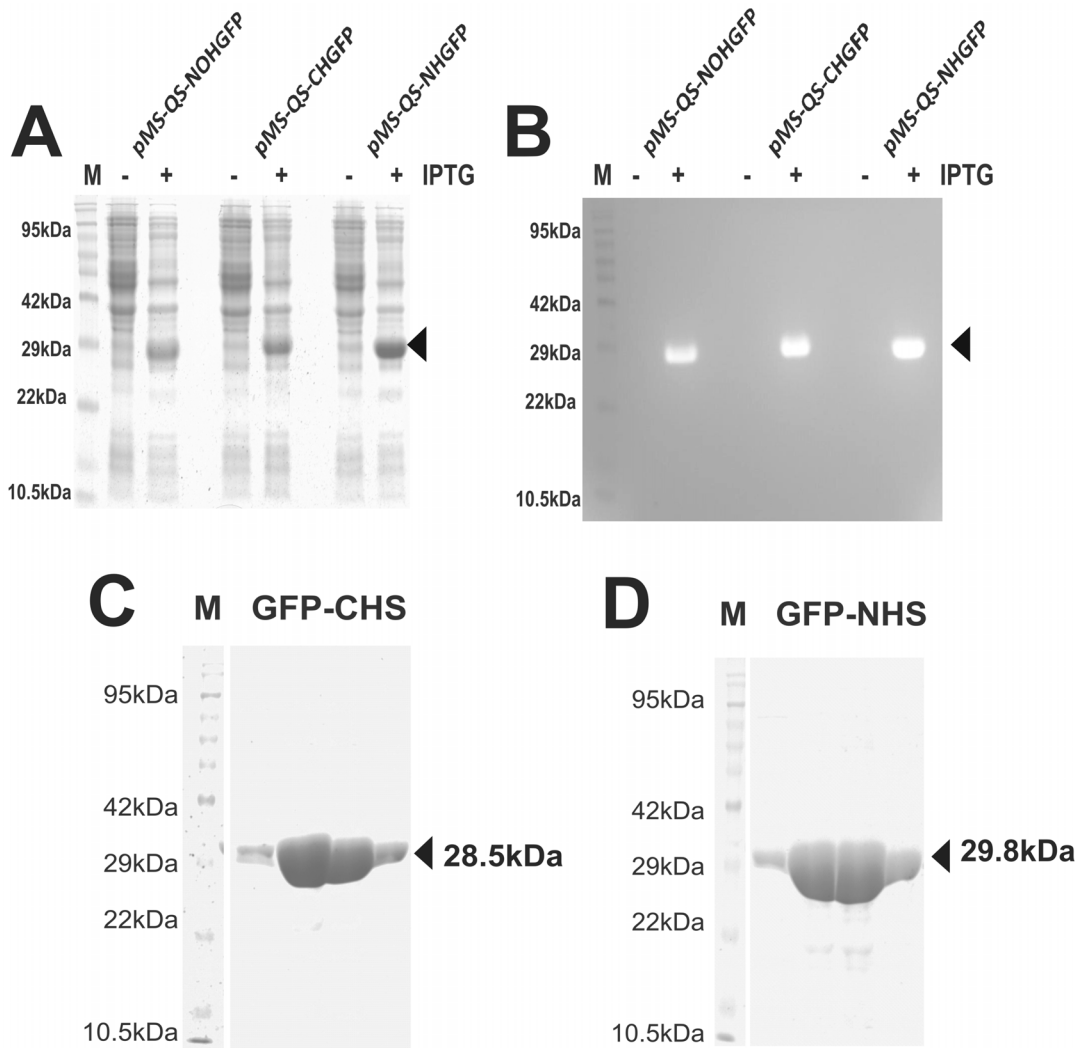 A
pMS-QS-NOHGFP
pMS-QS-CHGFP
pMS-QS-NHGFP
M - + - + - + IPTG
95kDa
42kDa
29kDa
22kDa
10.5kDa
B
pMS-QS-NOHGFP
pMS-QS-CHGFP
pMS-QS-NHGFP
M - + - + - + IPTG
95kDa
42kDa
29kDa
22kDa
10.5kDa
C
M GFP-CHS
95kDa
42kDa
29kDa
22kDa
10.5kDa
28.5kDa
D
M GFP-NHS
95kDa
42kDa
29kDa
22kDa
10.5kDa
29.8kDa